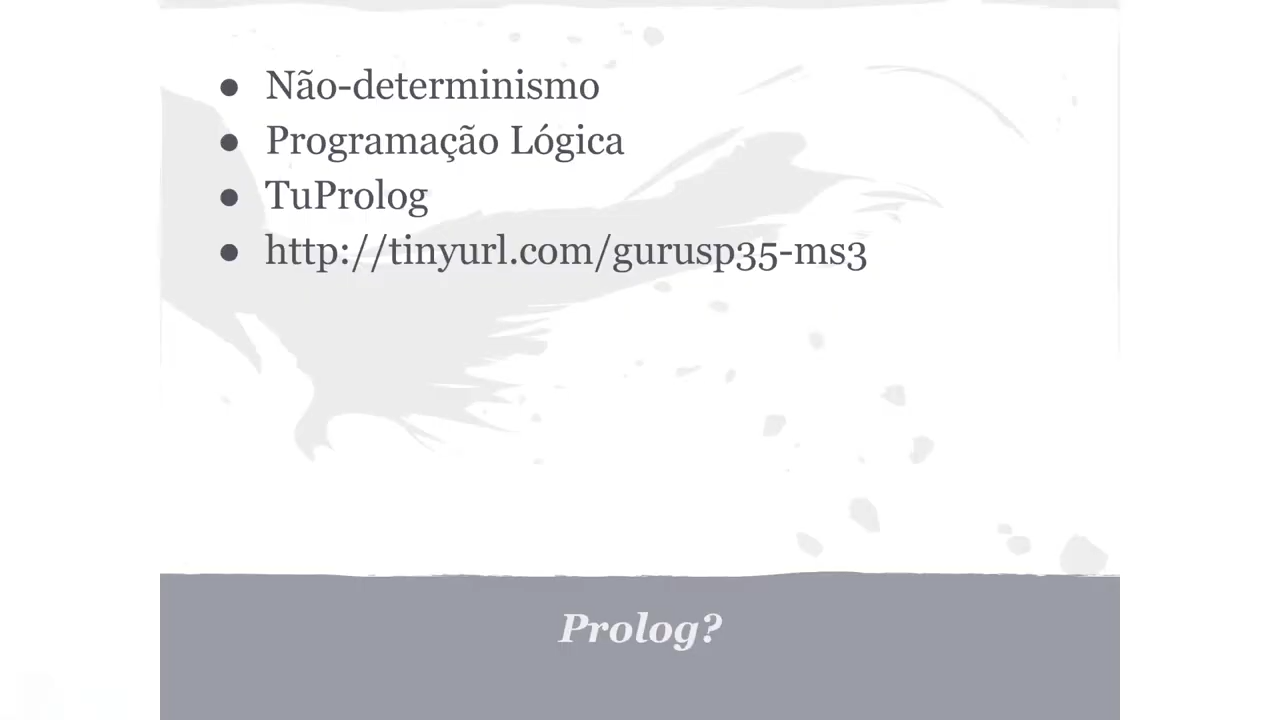 ● Não-determinismo
● Programação Lógica
● TuProlog
● http://tinyurl.com/gurusp35-ms3
Prolog?